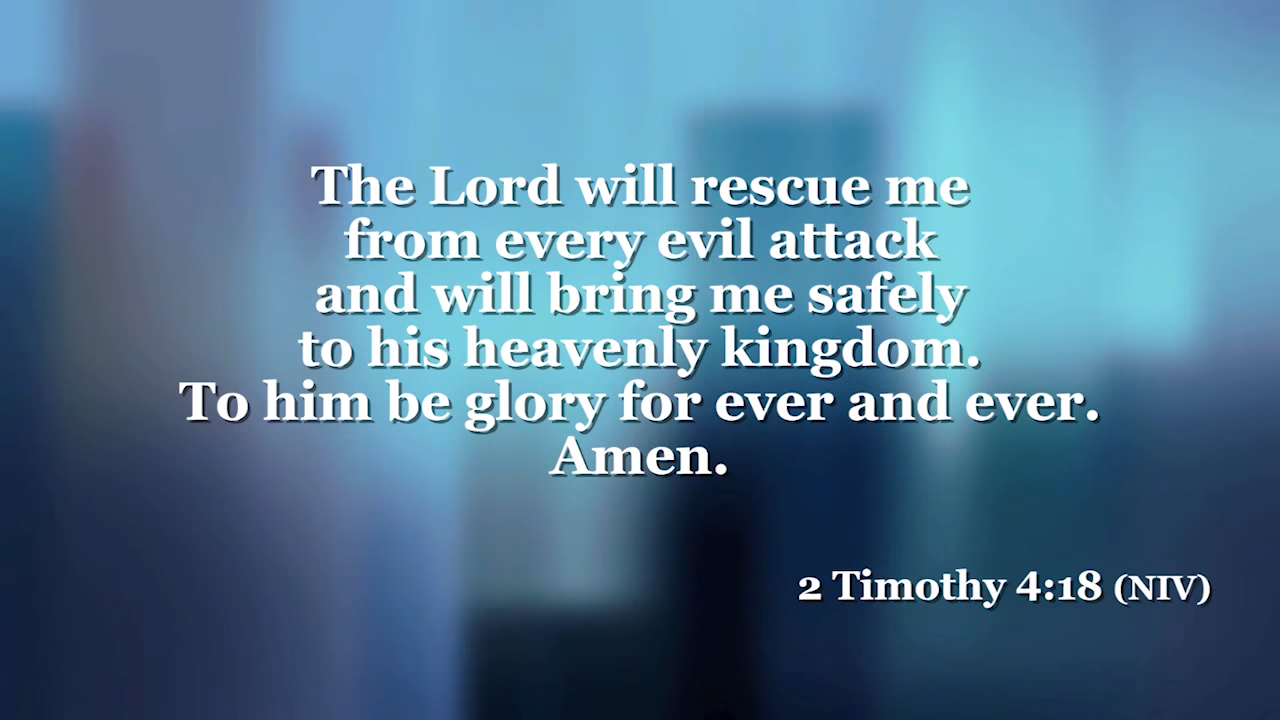 The Lord will rescue me
from every evil attack
and will bring me safely
to his heavenly kingdom.
To him be glory for ever and ever.
Amen.
2 Timothy 4:18 (NIV)